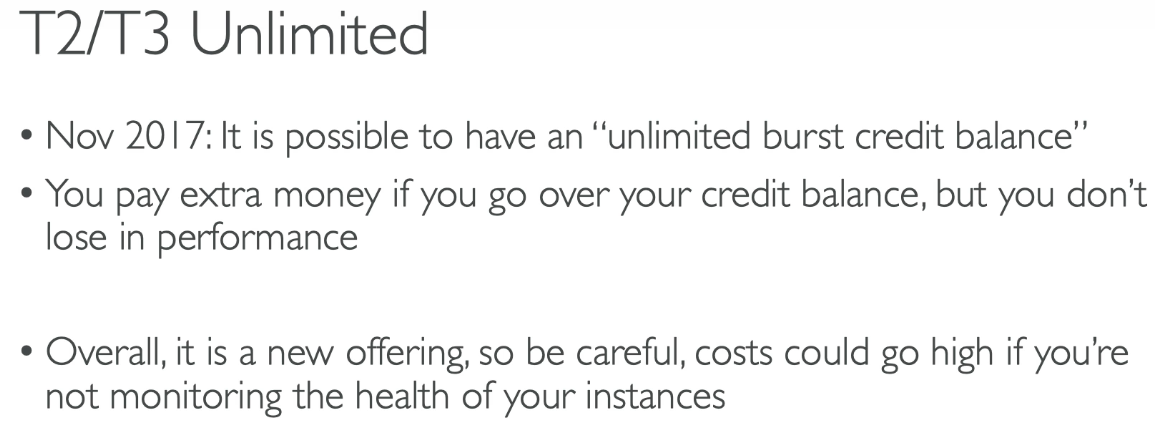 T2/T3 Unlimited
• Nov 2017: It is possible to have an “unlimited burst credit balance”
• You pay extra money if you go over your credit balance, but you don’t
lose in performance
• Overall, it is a new offering, so be careful, costs could go high if you’re
not monitoring the health of your instances